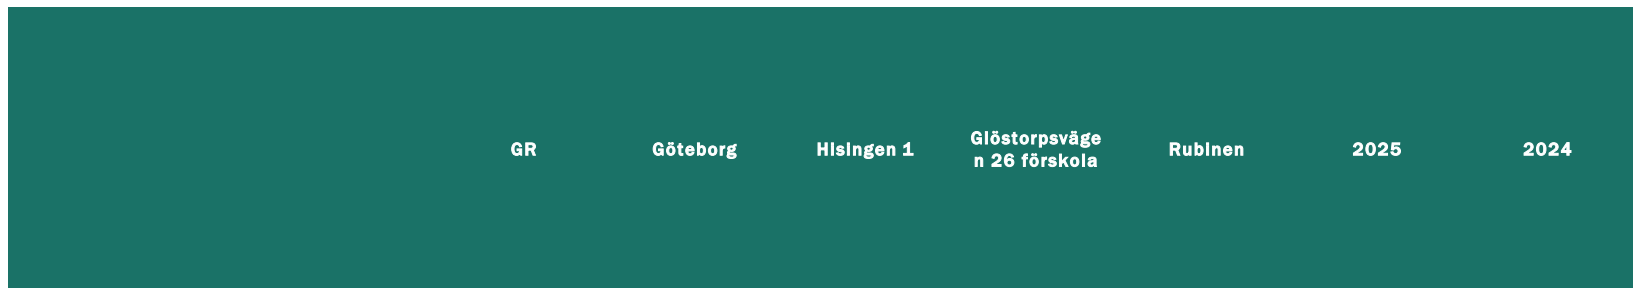 GR Göteborg Hisingen 1 Glöstorpsväge
n 26 förskola Rubinen 2025 2024